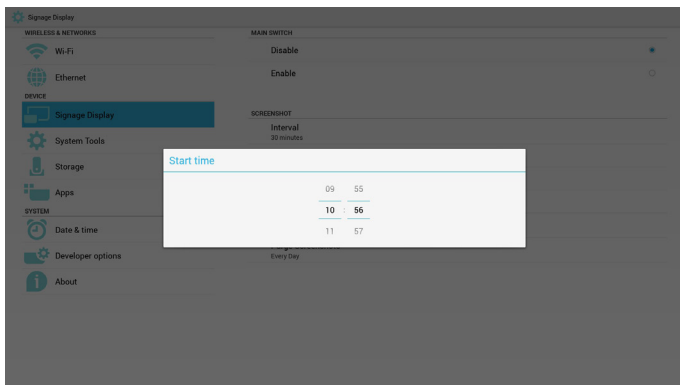 Signage Display
WIRELESS & NETWORKS
Wi-Fi
Ethernet
DEVICE
Signage Display
System Tools
Storage
Apps
SYSTEM
Date & time
Developer options
About
MAIN SWITCH
Disable
Enable
SCREENSHOT
Interval
30 minutes
Start time
09 55
10 : 56
11 57
Every Day